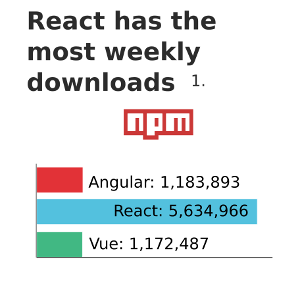 React has the
most weekly
downloads 1.
npm
Angular: 1,183,893
React: 5,634,966
Vue: 1,172,487